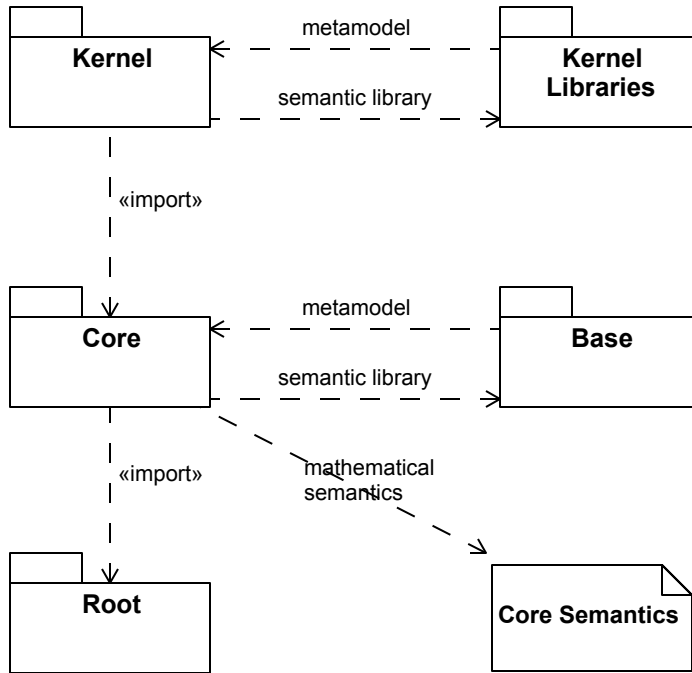 metamodel
Kernel
Kernel
Libraries
semantic library
«import»
metamodel
Core
Base
semantic library
«import»
mathematical
semantics
Root
Core Semantics